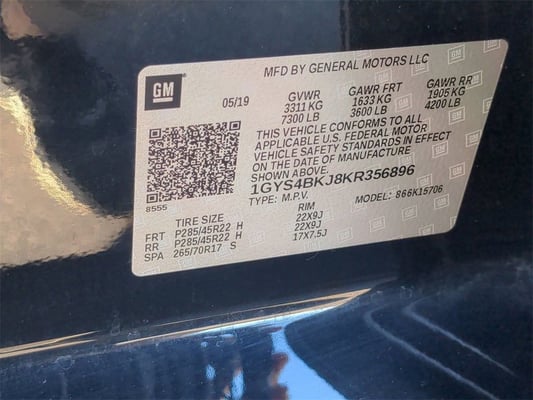 MFD BY GENERAL MOTORS LLC
GM
05/19
GVWR GAWR FRT GAWR RR
3311 KG 1633 KG 1905 KG
7300 LB 3600 LB 4200 LB
THIS VEHICLE CONFORMS TO ALL
APPLICABLE U.S. FEDERAL MOTOR
VEHICLE SAFETY STANDARDS IN EFFECT
ON THE DATE OF MANUFACTURE
SHOWN ABOVE.
1GYS4BKJ8KR356896
8555
TYPE: M.P.V. MODEL: 866K15706
TIRE SIZE RIM
FRT P285/45R22 H 22X9J
RR P285/45R22 H 22X9J
SPA 265/70R17 S 17X7.5J